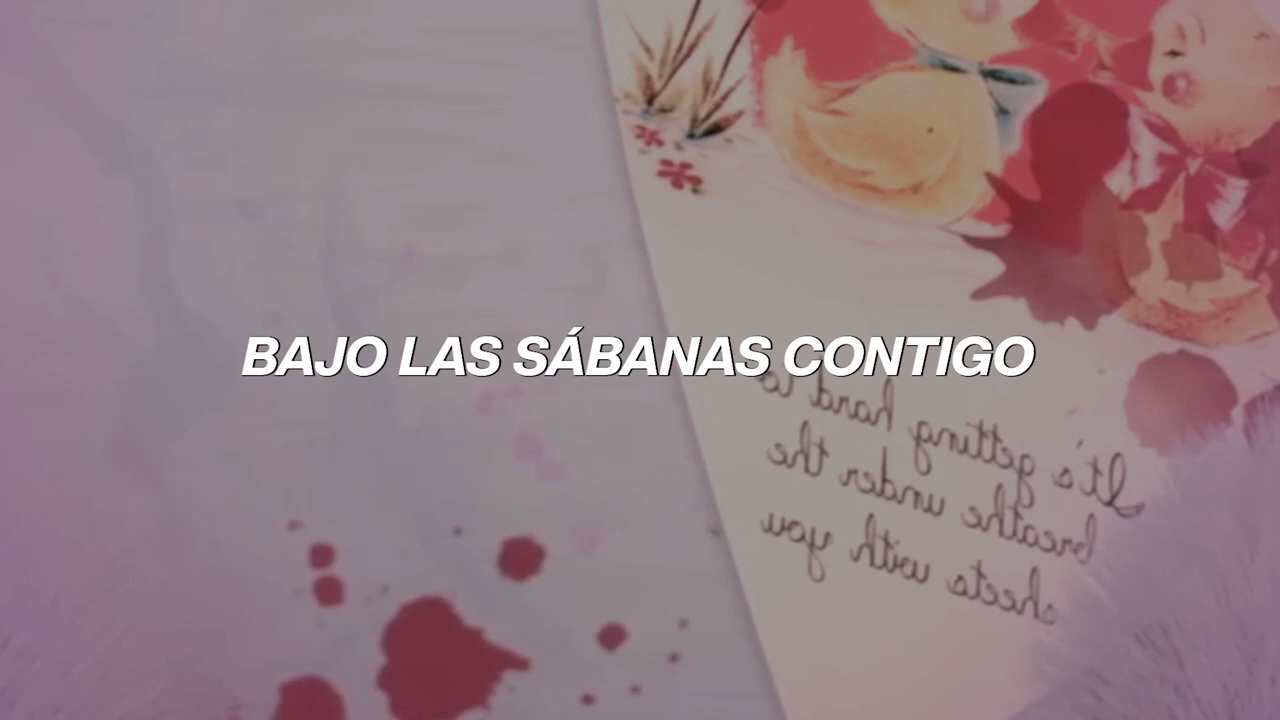 BAJO LAS SÁBANAS CONTIGO
It's getting hard to
breathe under the
sheets with you